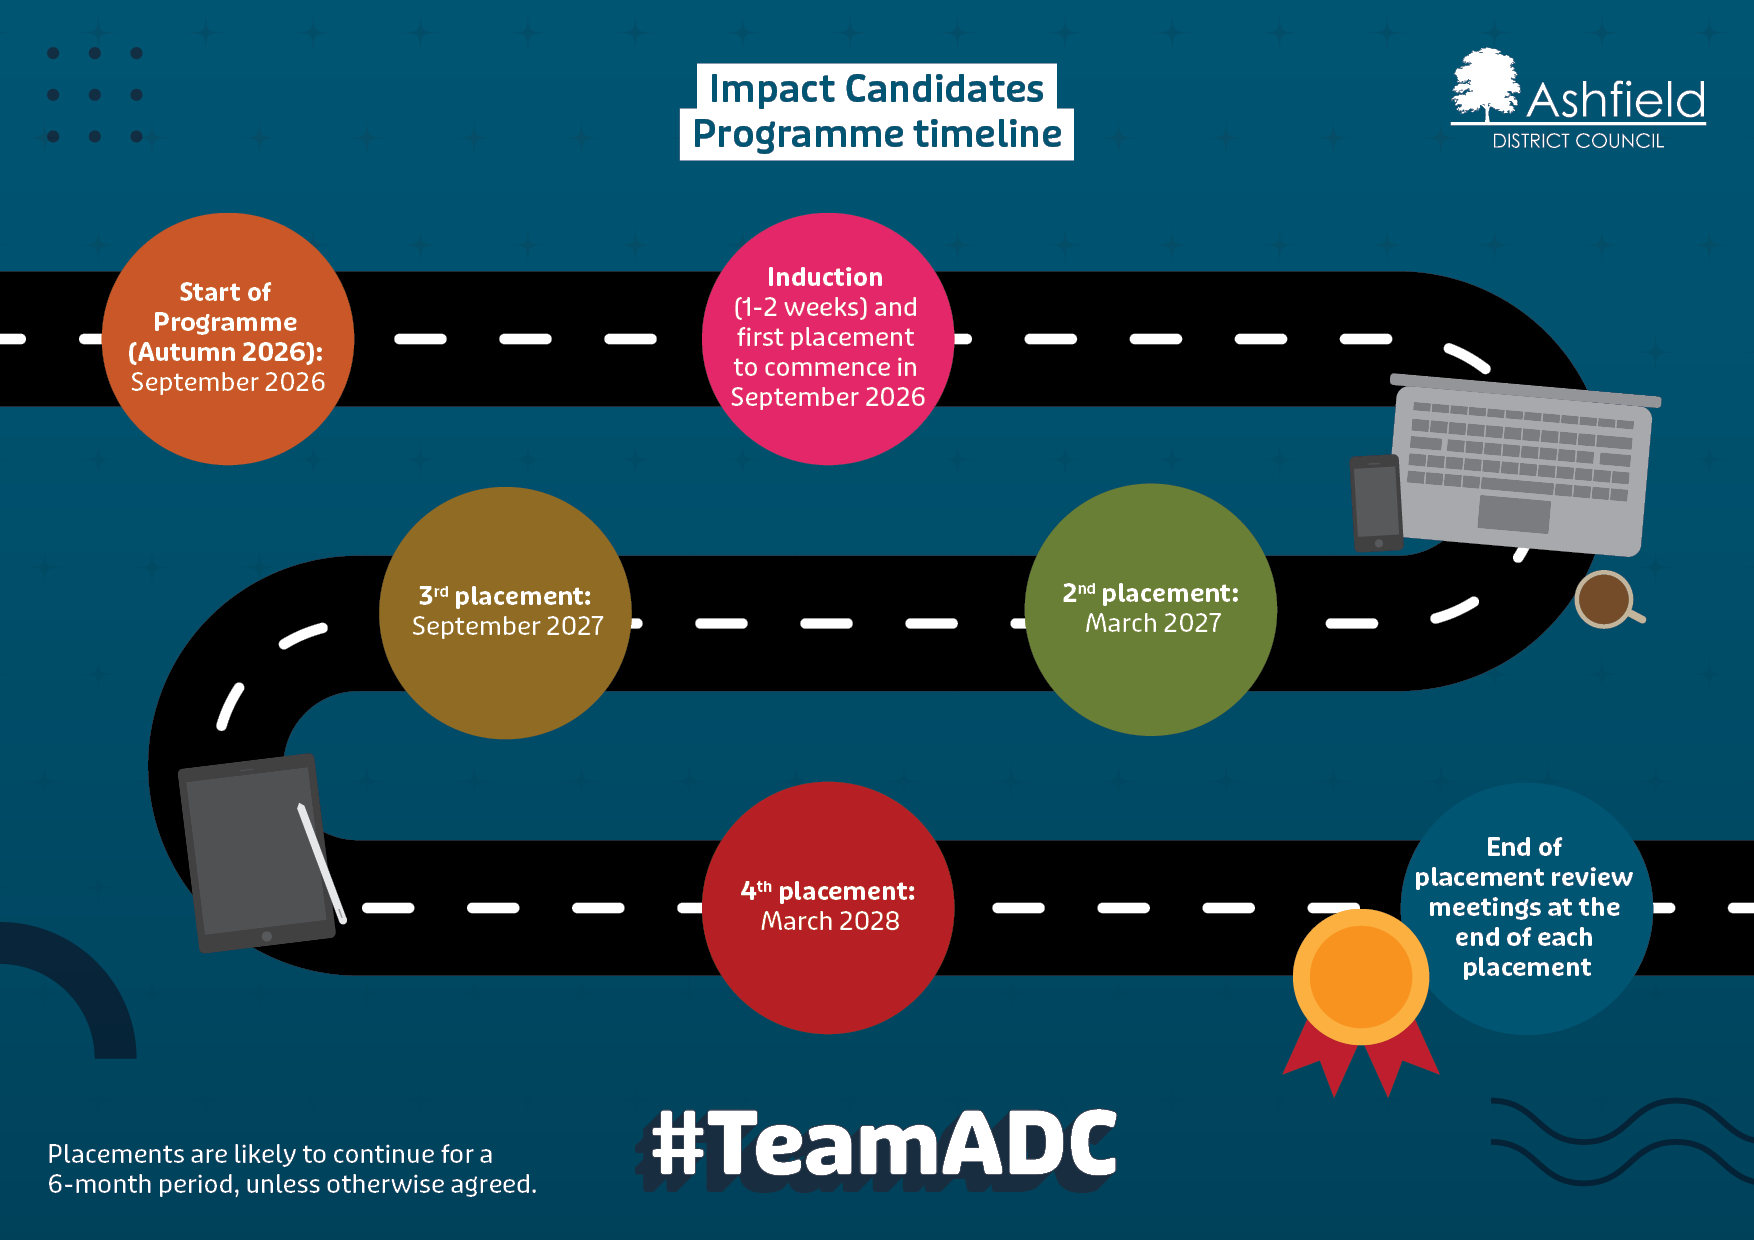 Impact Candidates
Programme timeline
Ashfield
DISTRICT COUNCIL
Start of
Programme
(Autumn 2026):
September 2026
Induction
(1-2 weeks) and
first placement
to commence in
September 2026
2nd placement:
March 2027
3rd placement:
September 2027
4th placement:
March 2028
End of
placement review
meetings at the
end of each
placement
#TeamADC
Placements are likely to continue for a
6-month period, unless otherwise agreed.